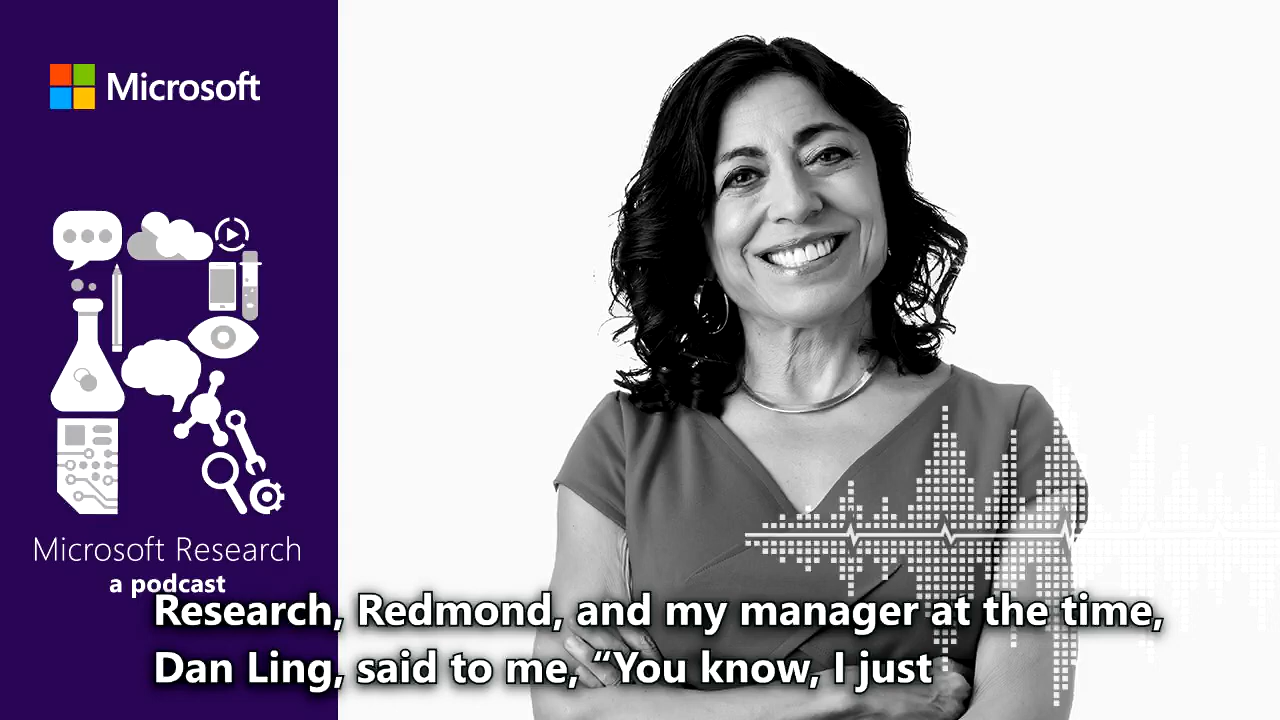 Microsoft
Microsoft Research
a podcast
Research, Redmond, and my manager at the time,
Dan Ling, said to me, “You know, I just